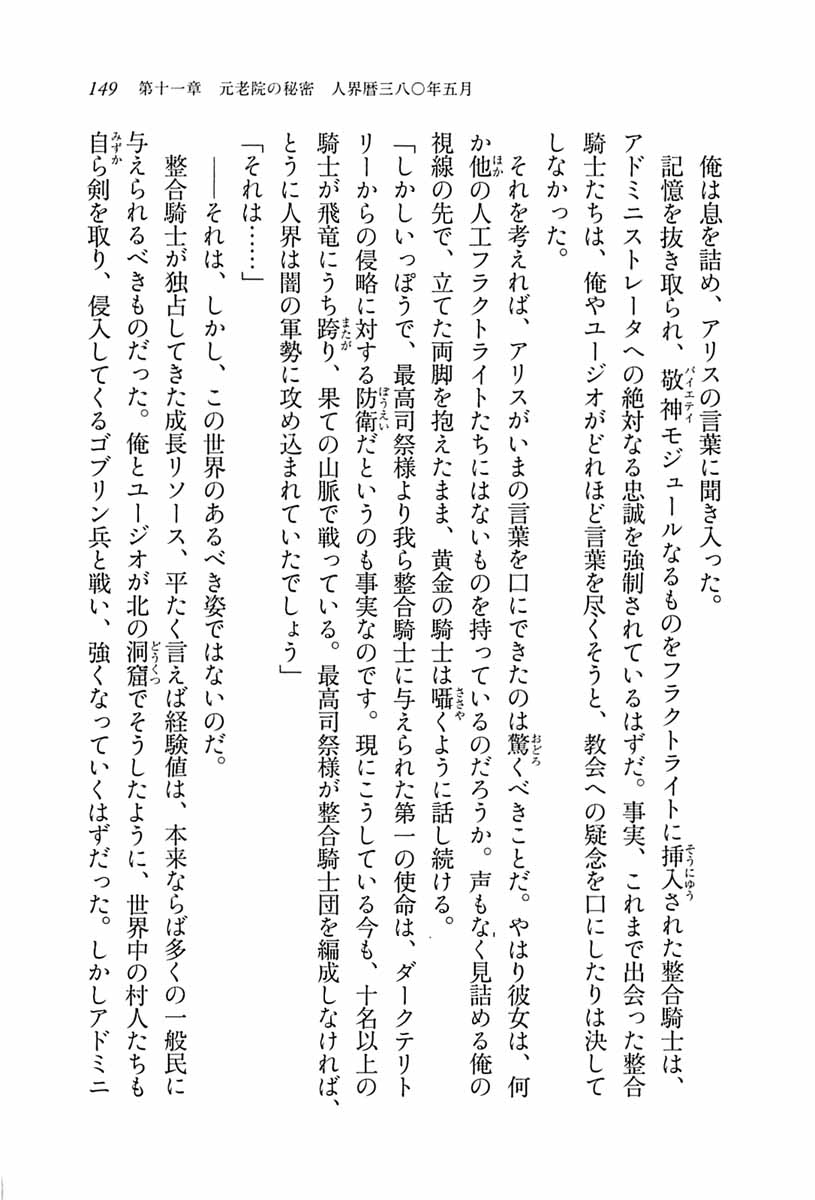 149 第十一章 元老院の秘密 人界暦三八〇年五月
俺は息を詰め、アリスの言葉に聞き入った。
記憶を抜き取られ、敬神モジュールなるものをフラクトライトに挿入された整合騎士は、
アドミニストレータへの絶対なる忠誠を強制されているはずだ。事実、これまで出会った整合
騎士たちは、俺やユージオがどれほど言葉を尽くそうと、教会への疑念を口にしたりは決して
しなかった。
それを考えれば、アリスがいまの言葉を口にできたのは驚くべきことだ。やはり彼女は、何
か他の人工フラクトライトたちにはないものを持っているのだろうか。声もなく見詰める俺の
視線の先で、立てた両脚を抱えたまま、黄金の騎士は囁くように話し続ける。
「しかしいっぽうで、最高司祭様より我ら整合騎士に与えられた第一の使命は、ダークテリト
リーからの侵略に対する防衛だというのも事実なのです。現にこうしている今も、十名以上の
騎士が飛竜にうち跨り、果ての山脈で戦っている。最高司祭様が整合騎士団を編成しなければ、
とうに人界は闇の軍勢に攻め込まれていたでしょう」
「それは……」
――それは、しかし、この世界のあるべき姿ではないのだ。
整合騎士が独占してきた成長リソース、平たく言えば経験値は、本来ならば多くの一般民に
与えられるべきものだった。俺とユージオが北の洞窟でそうしたように、世界中の村人たちも
自ら剣を取り、侵入してくるゴブリン兵と戦い、強くなっていくはずだった。しかしアドミニ